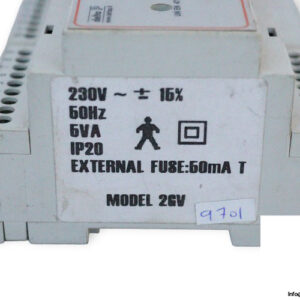 230V ~ ± 15%
50Hz
5VA
IP20
EXTERNAL FUSE:50mA T
MODEL 2GV
9701